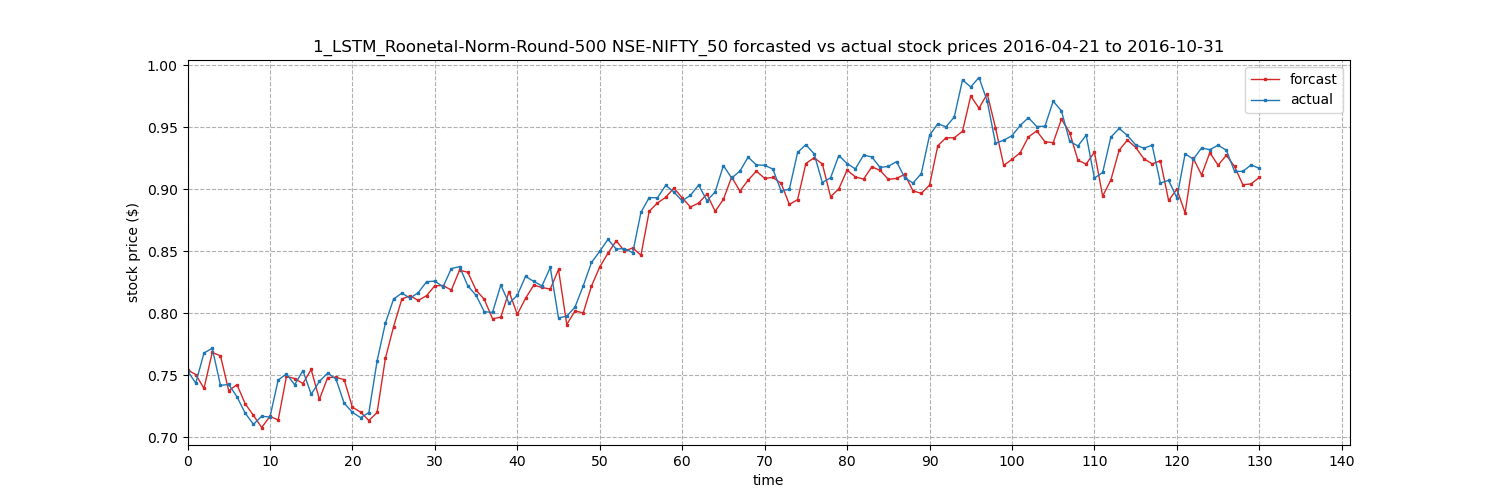 1_LSTM_Roonetal-Norm-Round-500 NSE-NIFTY_50 forcasted vs actual stock prices 2016-04-21 to 2016-10-31
forcast
actual
stock price ($)
1.00
0.95
0.90
0.85
0.80
0.75
0.70
0 10 20 30 40 50 60 70 80 90 100 110 120 130 140
time